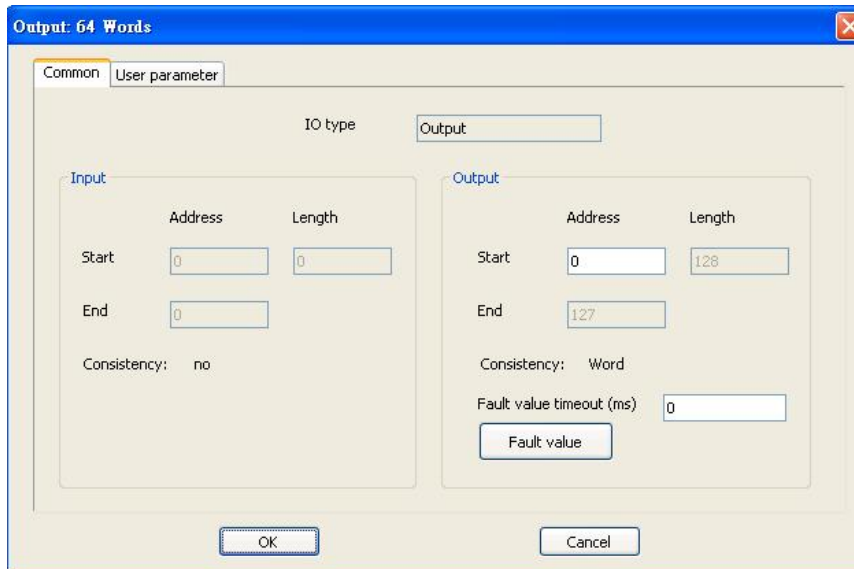 Output: 64 Words
Common User parameter
IO type Output
Input
Address Length
Start 0 0
End 0
Consistency: no
Output
Address Length
Start 0 128
End 127
Consistency: Word
Fault value timeout (ms) 0
Fault value
OK Cancel